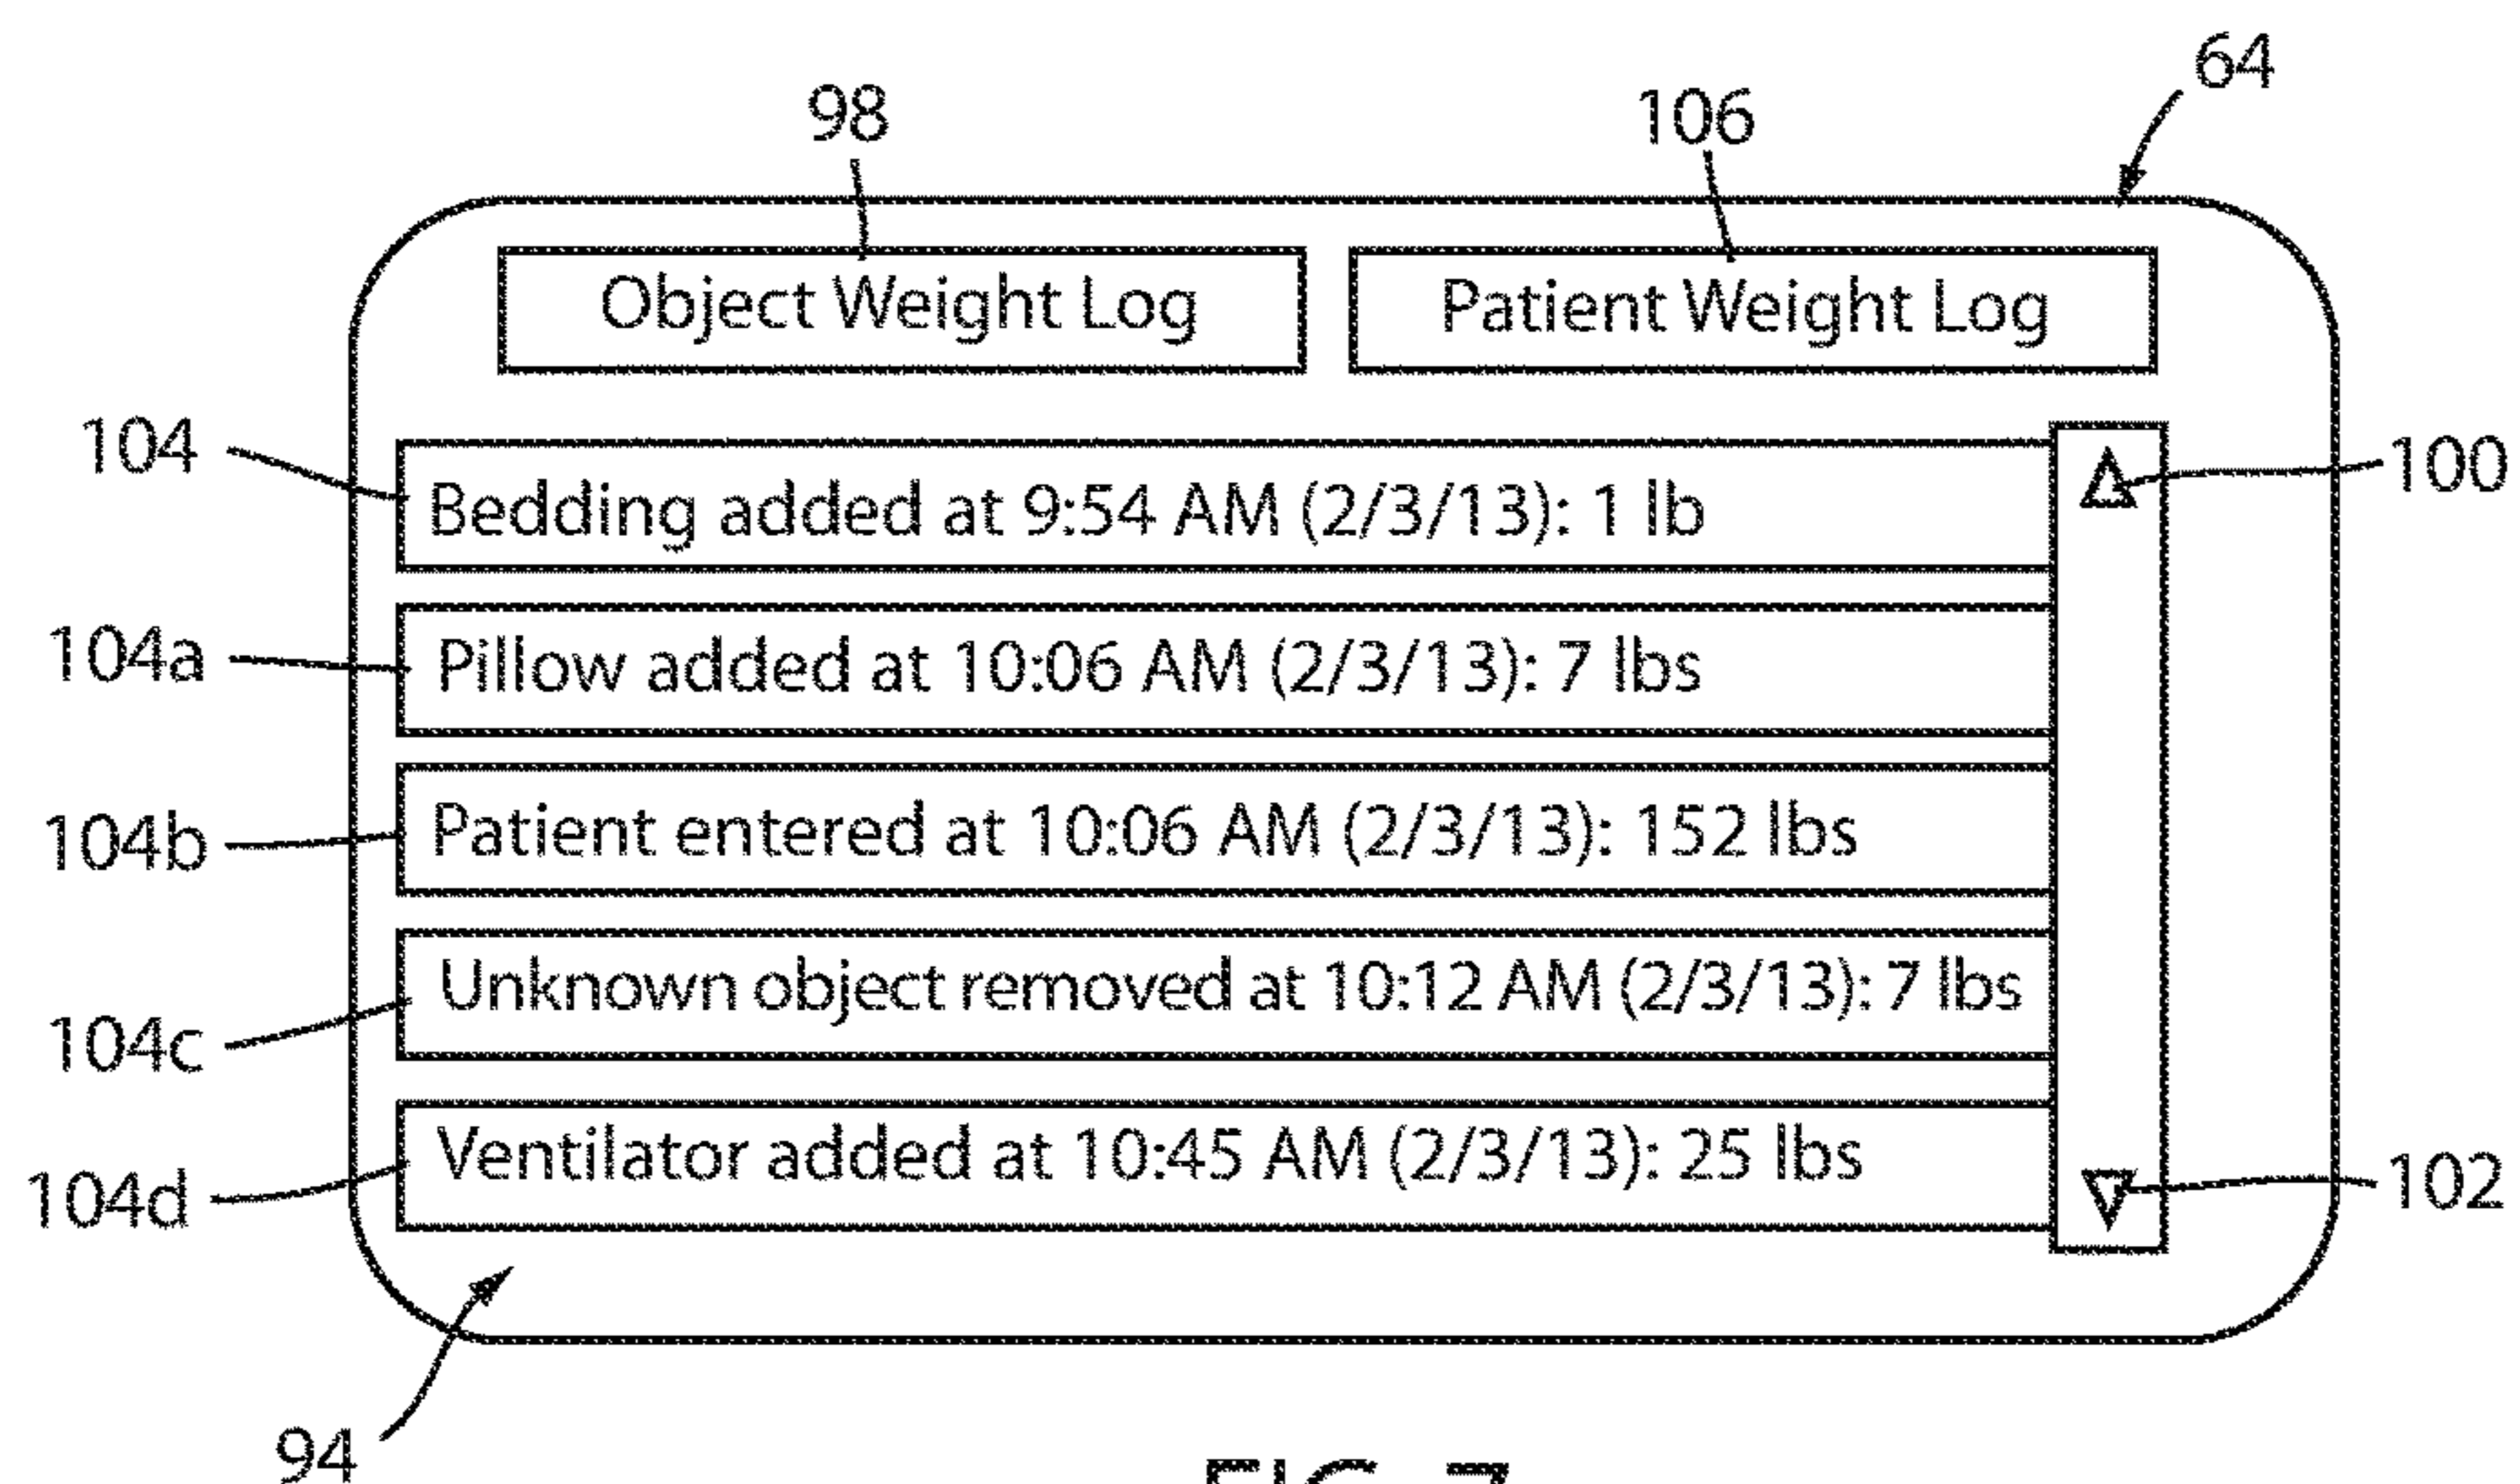 64
98
106
Object Weight Log
Patient Weight Log
104
Bedding added at 9:54 AM (2/3/13): 1 lb
100
104a
Pillow added at 10:06 AM (2/3/13): 7 lbs
104b
Patient entered at 10:06 AM (2/3/13): 152 lbs
104c
Unknown object removed at 10:12 AM (2/3/13): 7 lbs
104d
Ventilator added at 10:45 AM (2/3/13): 25 lbs
102
94
FIG. 7